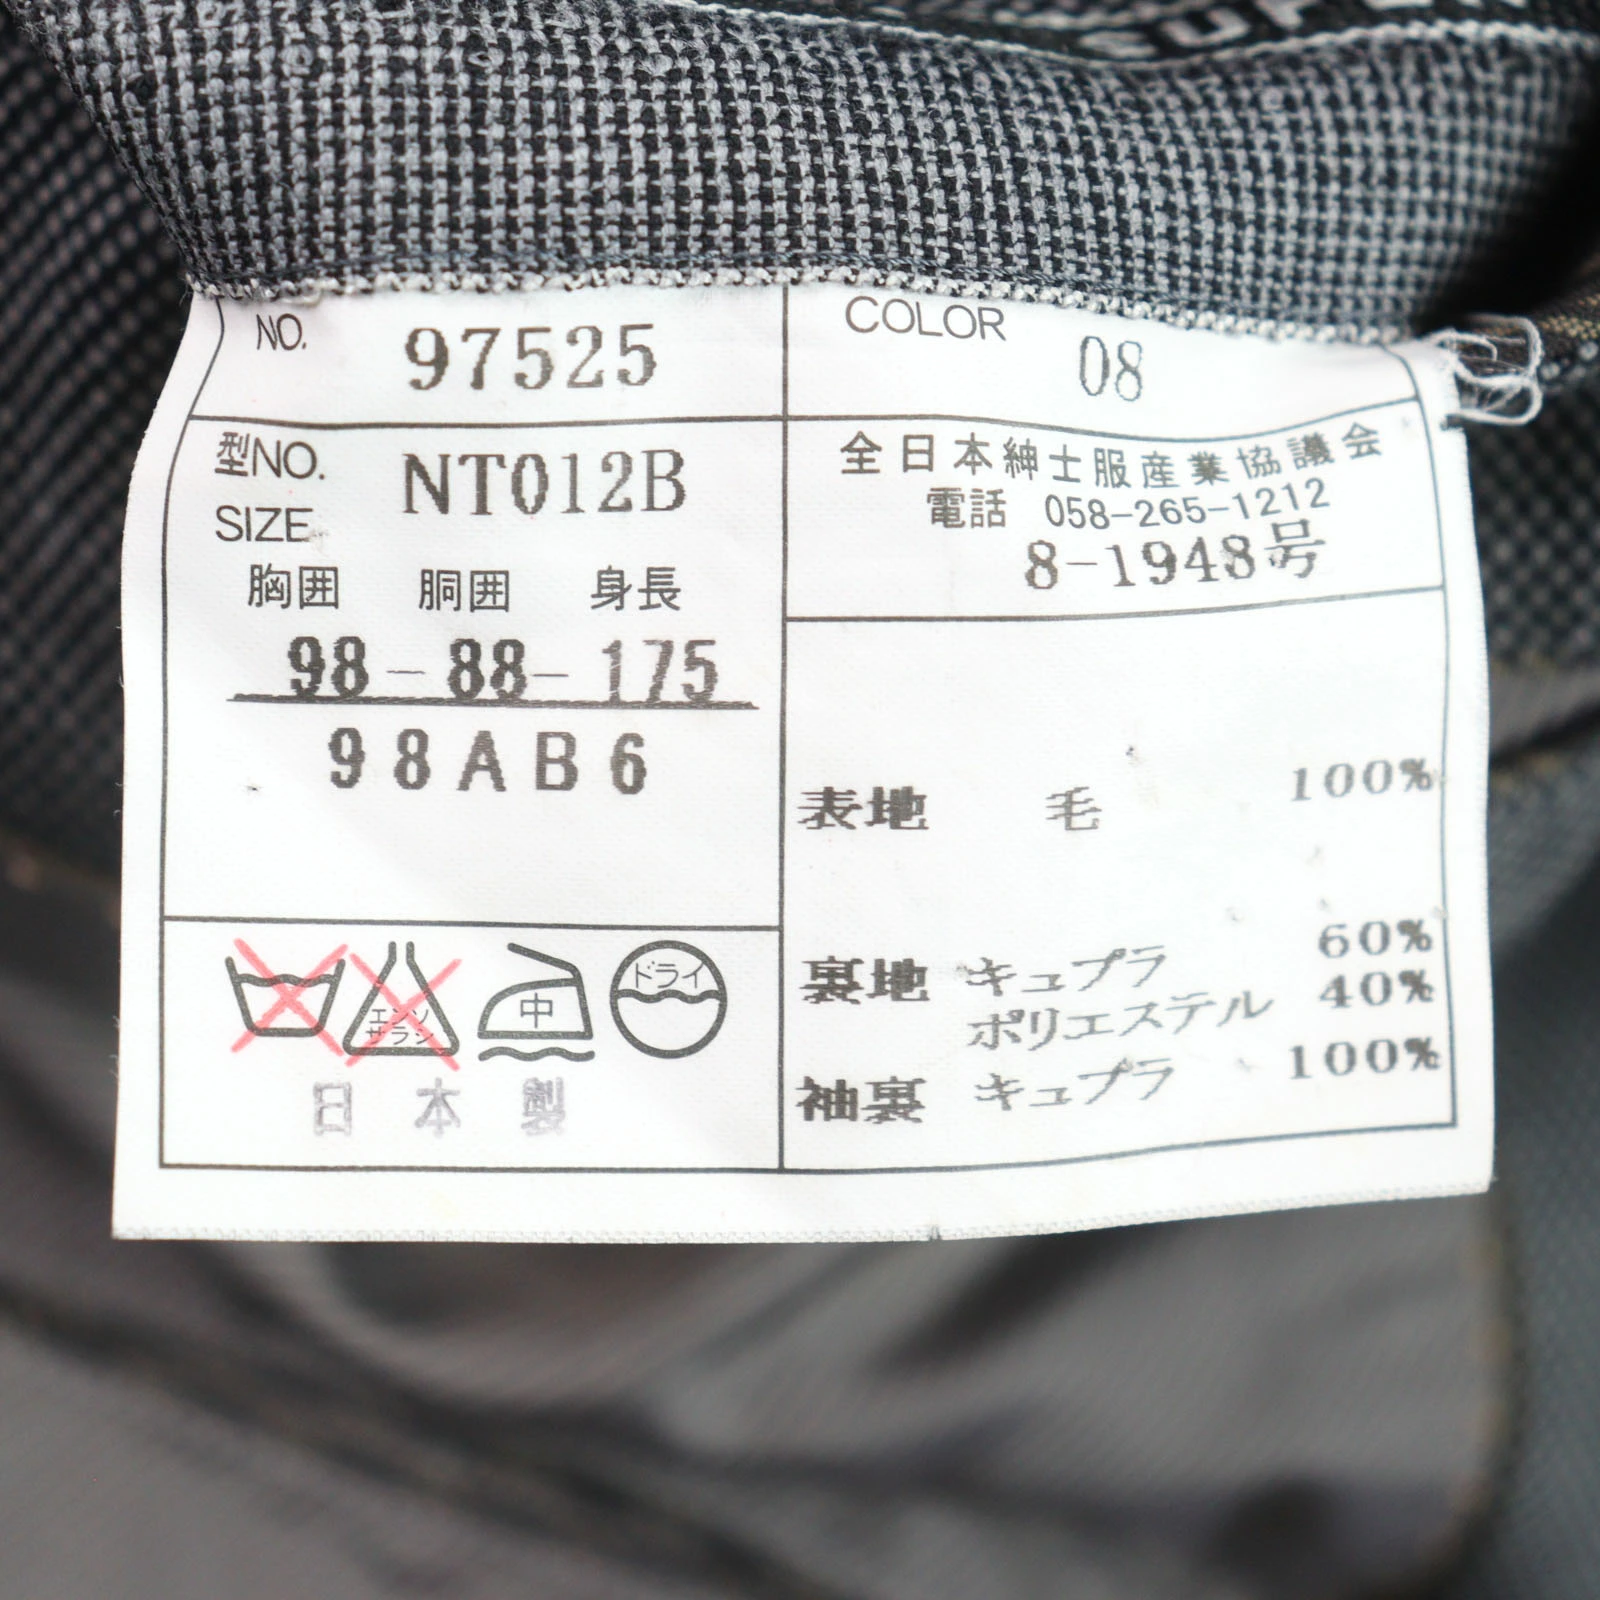 NO. 97525
COLOR 08
型NO. NT012B
SIZE
胸囲 胴囲 身長
98-88-175
98AB6
全日本紳士服産業協議会
電話 058-265-1212
8-1948号
表地 毛 100%
裏地 キュプラ 60%
ポリエステル 40%
袖裏 キュプラ 100%
エンソ
サラシ
中
ドライ
日本製